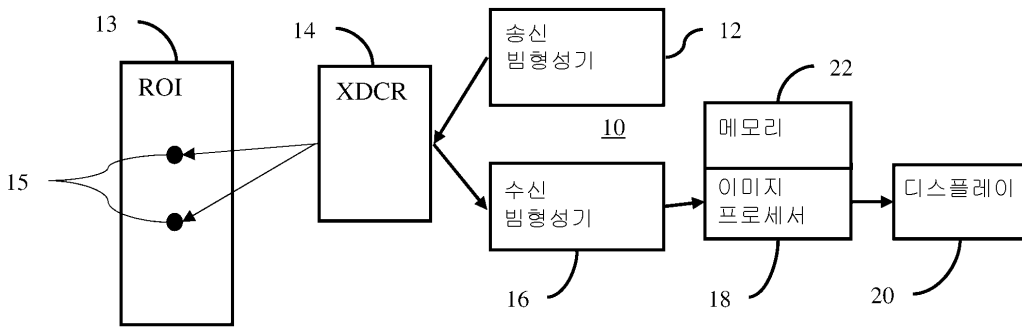 13
14
송신
빔형성기
12
ROI
XDCR
22
10
메모리
15
수신
빔형성기
이미지
프로세서
디스플레이
16
18
20